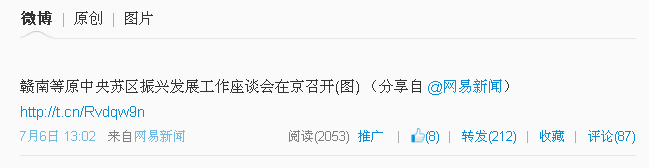 微博 | 原创 | 图片
赣南等原中央苏区振兴发展工作座谈会在京召开(图) （分享自 @网易新闻）
http://t.cn/Rvdqw9n
7月6日 13:02 来自网易新闻 阅读(2053) 推广 | (8) | 转发(212) | 收藏 | 评论(87)